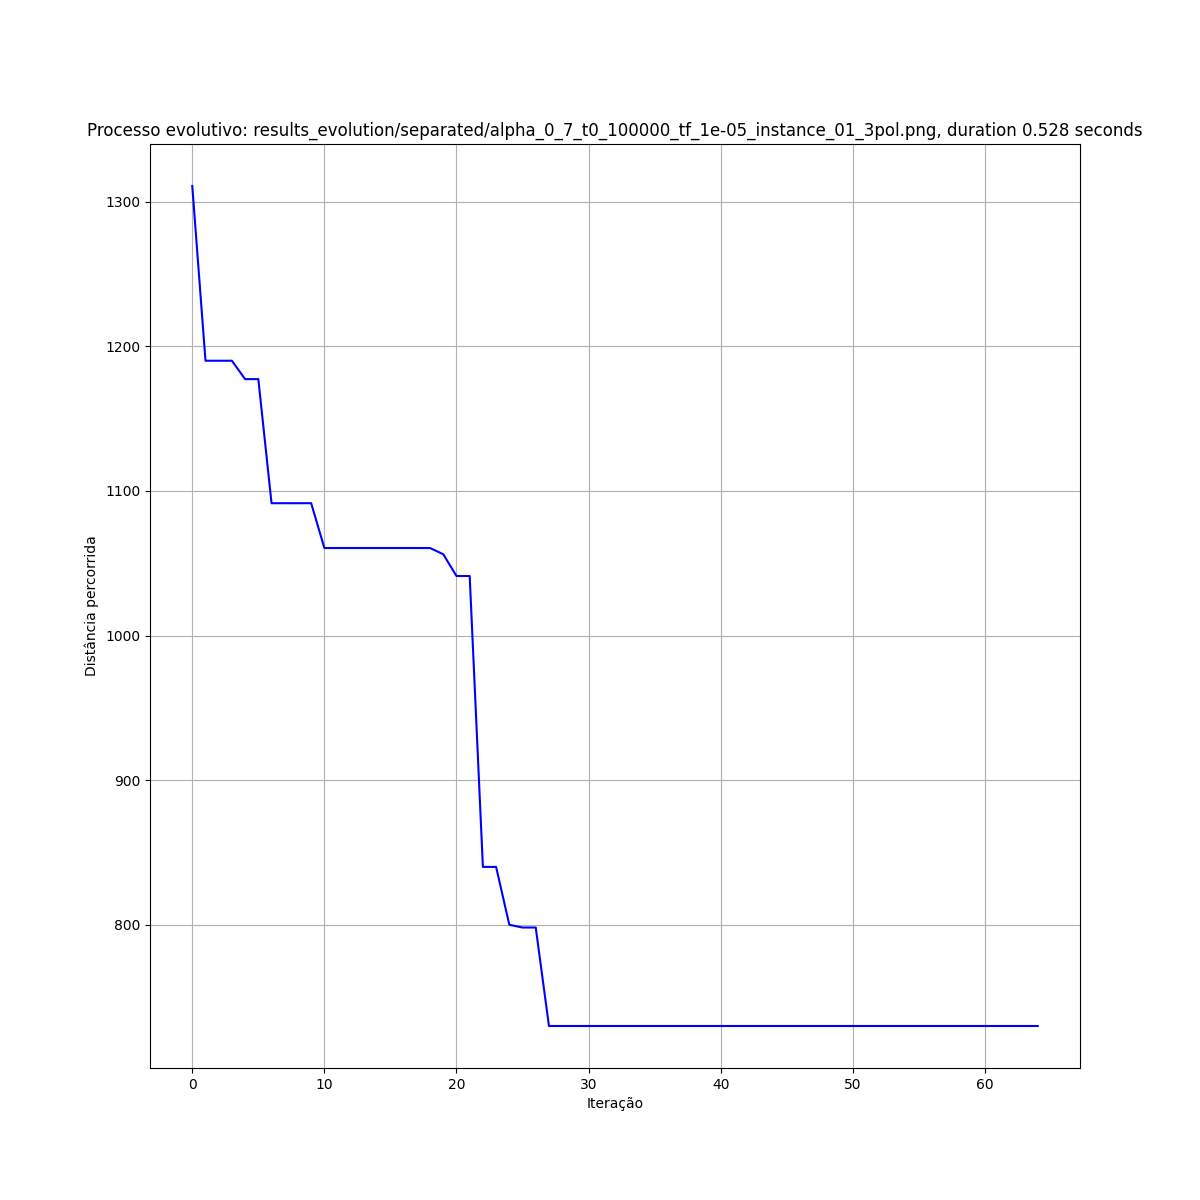 Processo evolutivo: results_evolution/separated/alpha_0_7_t0_100000_tf_1e-05_instance_01_3pol.png, duration 0.528 seconds
1300
1200
1100
1000
900
800
Distância percorrida
0 10 20 30 40 50 60
Iteração